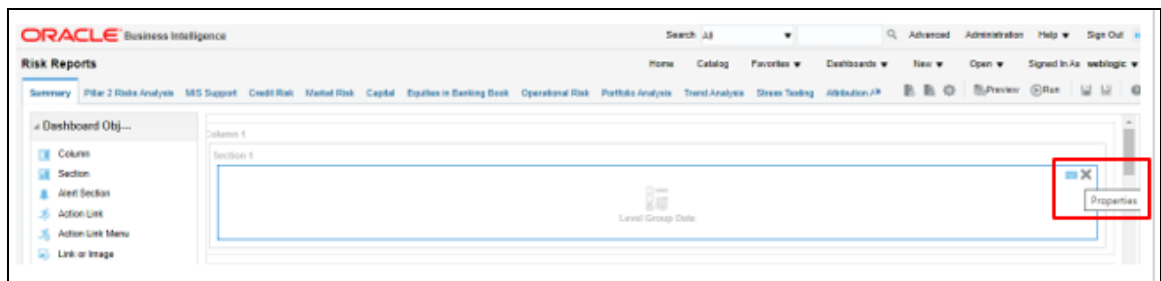 ORACLE Business Intelligence Search All Advanced Administration Help Sign Out
Risk Reports Home Catalog Favorites Dashboards New Open Signed In As weblogic
Summary Pillar 2 Risks Analysis MIS Support Credit Risk Market Risk Capital Equities in Banking Book Operational Risk Portfolio Analysis Trend Analysis Stress Testing Attribution Preview Run
Dashboard Obj...
Column 1
Column
Section 1
Section
Alert Section
Properties
Action Link
Level Group Date
Action Link Menu
Link or Image